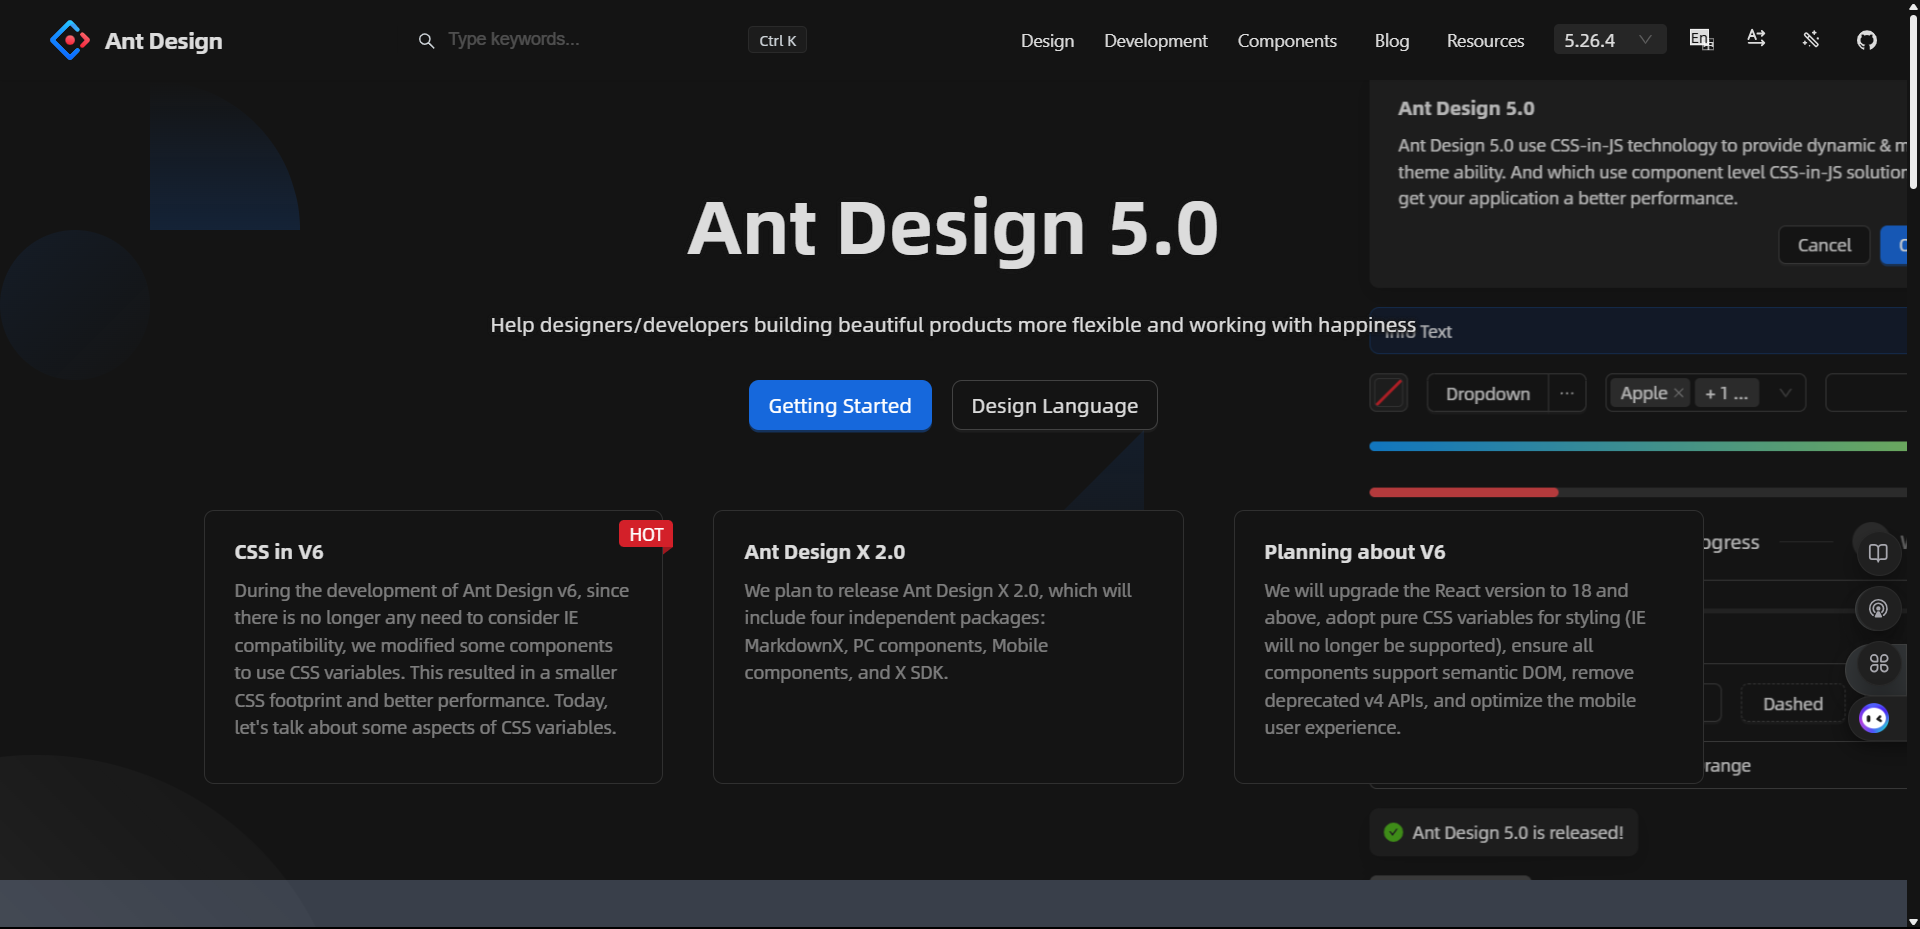 Ant Design
Type keywords...
Ctrl K
Design
Development
Components
Blog
Resources
5.26.4
En
Ant Design 5.0
Ant Design 5.0 use CSS-in-JS technology to provide dynamic & m
theme ability. And which use component level CSS-in-JS solution
get your application a better performance.
Cancel
Ant Design 5.0
Help designers/developers building beautiful products more flexible and working with happiness
Info Text
Getting Started
Design Language
Dropdown
Apple
+ 1 ...
CSS in V6
HOT
During the development of Ant Design v6, since
there is no longer any need to consider IE
compatibility, we modified some components
to use CSS variables. This resulted in a smaller
CSS footprint and better performance. Today,
let's talk about some aspects of CSS variables.
Ant Design X 2.0
We plan to release Ant Design X 2.0, which will
include four independent packages:
MarkdownX, PC components, Mobile
components, and X SDK.
Planning about V6
We will upgrade the React version to 18 and
above, adopt pure CSS variables for styling (IE
will no longer be supported), ensure all
components support semantic DOM, remove
deprecated v4 APIs, and optimize the mobile
user experience.
ogress
Dashed
range
Ant Design 5.0 is released!